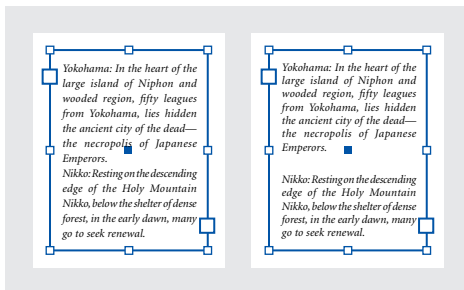 Yokohama: In the heart of the
large island of Niphon and
wooded region, fifty leagues
from Yokohama, lies hidden
the ancient city of the dead—
the necropolis of Japanese
Emperors.
Nikko: Resting on the descending
edge of the Holy Mountain
Nikko, below the shelter of dense
forest, in the early dawn, many
go to seek renewal.
Yokohama: In the heart of the
large island of Niphon and
wooded region, fifty leagues
from Yokohama, lies hidden
the ancient city of the dead—
the necropolis of Japanese
Emperors.
Nikko: Resting on the descending
edge of the Holy Mountain
Nikko, below the shelter of dense
forest, in the early dawn, many
go to seek renewal.